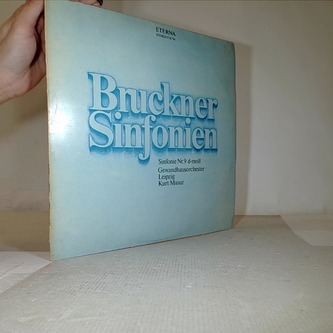 ETERNA
Bruckner
Sinfonien
Sinfonie Nr. 9 d-moll
Gewandhausorchester
Leipzig
Kurt Masur